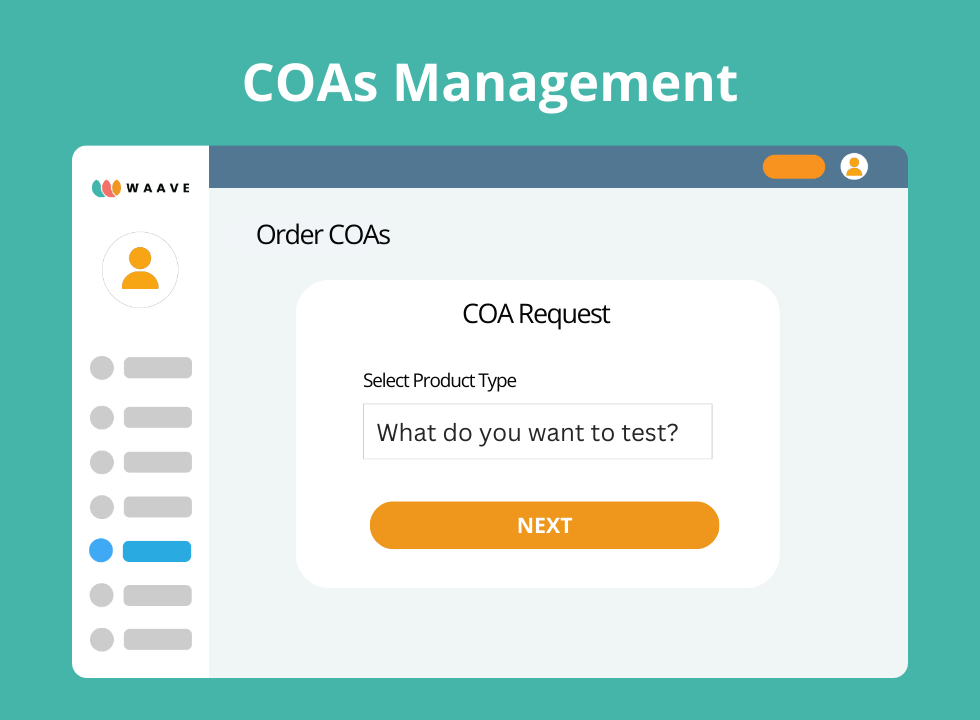 COAs Management
WAAVE
Order COAs
COA Request
Select Product Type
What do you want to test?
NEXT